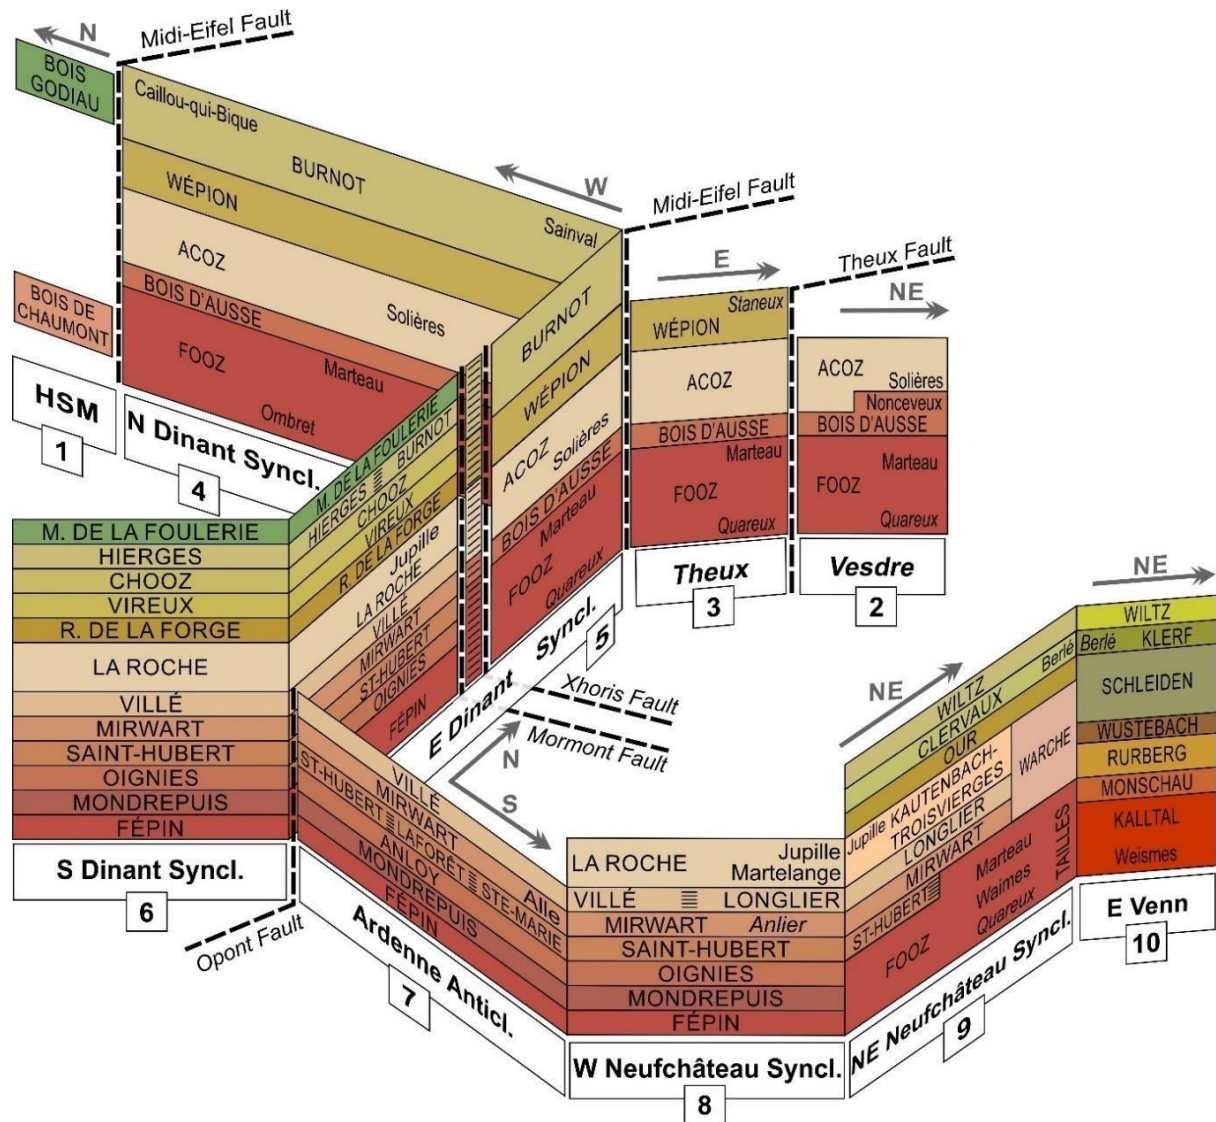 N
Midi-Eifel Fault
BOIS
GODIAU
Caillou-qui-Bique
BURNOT
WÉPION
Sainval
ACOZ
BOIS D'AUSSE
Solières
FOOZ
Marteau
Ombret
BOIS DE
CHAUMONT
HSM
1
N Dinant Syncl.
4
W
Midi-Eifel Fault
E
Theux Fault
NE
BURNOT
WÉPION
ACOZ
Solières
BOIS D'AUSSE
Marteau
FOOZ
Quareux
Staneux
WÉPION
ACOZ
BOIS D'AUSSE
Marteau
FOOZ
Quareux
Theux
3
ACOZ
Solières
Nonceveux
BOIS D'AUSSE
Marteau
FOOZ
Quareux
Vesdre
2
M. DE LA FOULERIE
HIERGES
BURNOT
CHOOZ
VIREUX
R. DE LA FORGE
Jupille
LA ROCHE
VILLÉ
MIRWART
ST-HUBERT
OIGNIES
FÉPIN
E Dinant Syncl.
5
Xhoris Fault
Mormont Fault
N
S
M. DE LA FOULERIE
HIERGES
CHOOZ
VIREUX
R. DE LA FORGE
LA ROCHE
VILLÉ
MIRWART
SAINT-HUBERT
OIGNIES
MONDREPUIS
FÉPIN
S Dinant Syncl.
6
Opont Fault
VILLÉ
MIRWART
ST-HUBERT LAFORÊT STE-MARIE
Alle
ANLOY
MONDREPUIS
FÉPIN
Ardenne Anticl.
7
LA ROCHE
Jupille
Martelange
VILLÉ LONGLIER
MIRWART Anlier
SAINT-HUBERT
OIGNIES
MONDREPUIS
FÉPIN
W Neufchâteau Syncl.
8
NE
WILTZ
Berlé
CLERVAUX
OUR
Jupille
KAUTENBACH-
TROISVIERGES
WARCHE
LONGLIER
MIRWART
ST-HUBERT
Marteau
Waimes
Quareux
TAILLES
FOOZ
NE Neufchâteau Syncl.
9
NE
WILTZ
Berlé KLERF
SCHLEIDEN
WUSTEBACH
RURBERG
MONSCHAU
KALLTAL
Weismes
E Venn
10